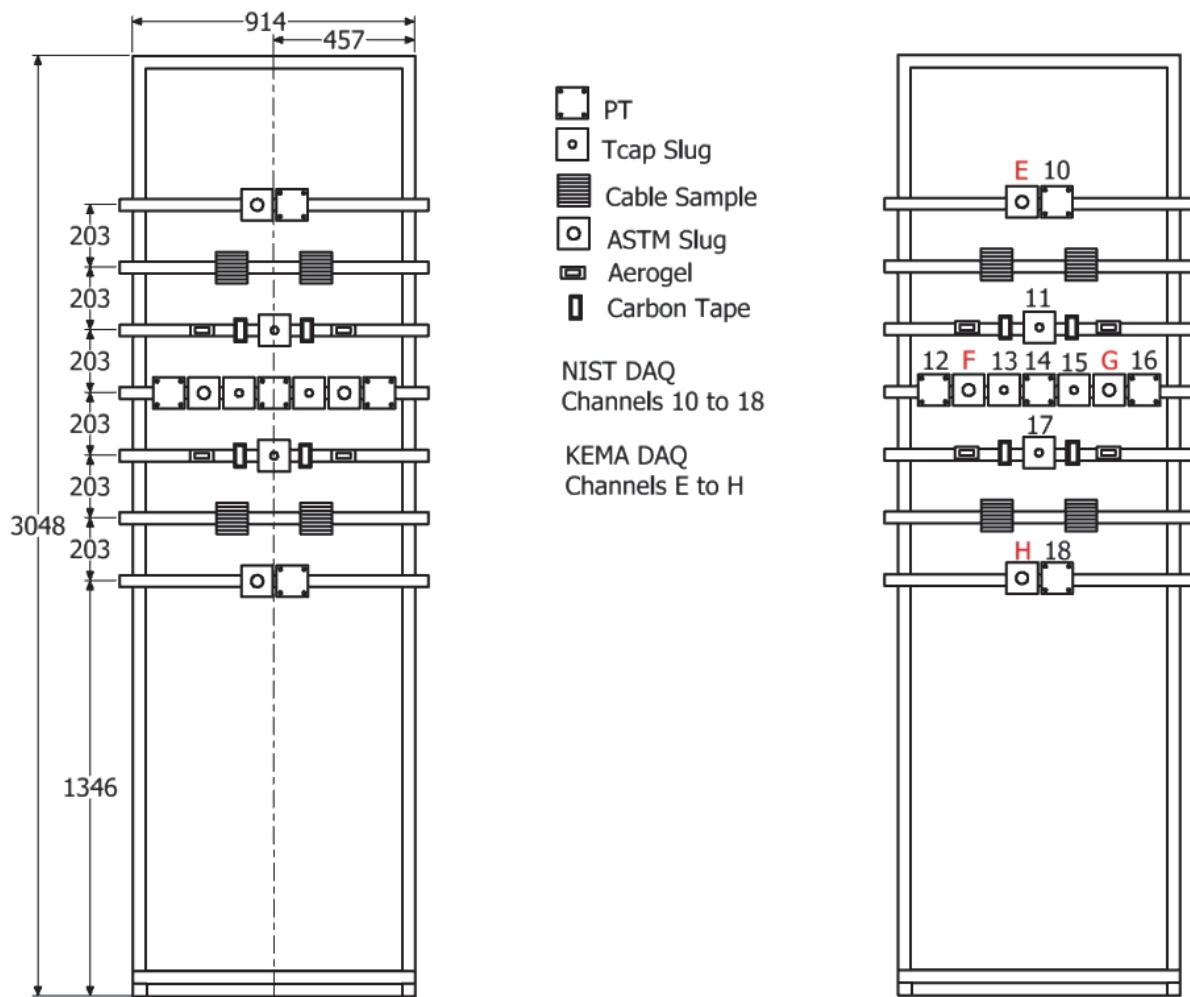 914
457
203
203
203
203
203
203
3048
1346
PT
Tcap Slug
Cable Sample
ASTM Slug
Aerogel
Carbon Tape
NIST DAQ
Channels 10 to 18
KEMA DAQ
Channels E to H
E 10
11
12 F 13 14 15 G 16
17
H 18